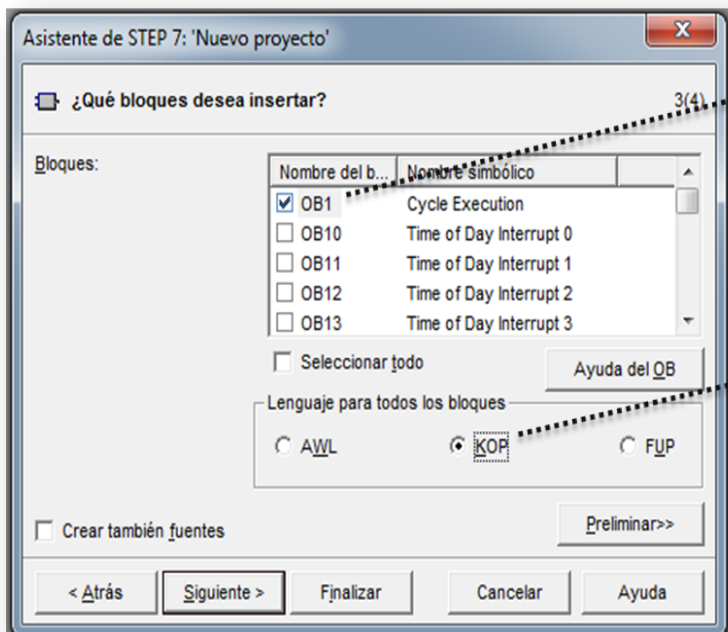 Asistente de STEP 7: 'Nuevo proyecto'
¿Qué bloques desea insertar? 3(4)
Bloques:
Nombre del b... Nombre simbólico
OB1 Cycle Execution
OB10 Time of Day Interrupt 0
OB11 Time of Day Interrupt 1
OB12 Time of Day Interrupt 2
OB13 Time of Day Interrupt 3
Seleccionar todo
Ayuda del OB
Lenguaje para todos los bloques
AWL KOP FUP
Crear también fuentes
Preliminar>>
< Atrás Siguiente > Finalizar Cancelar Ayuda